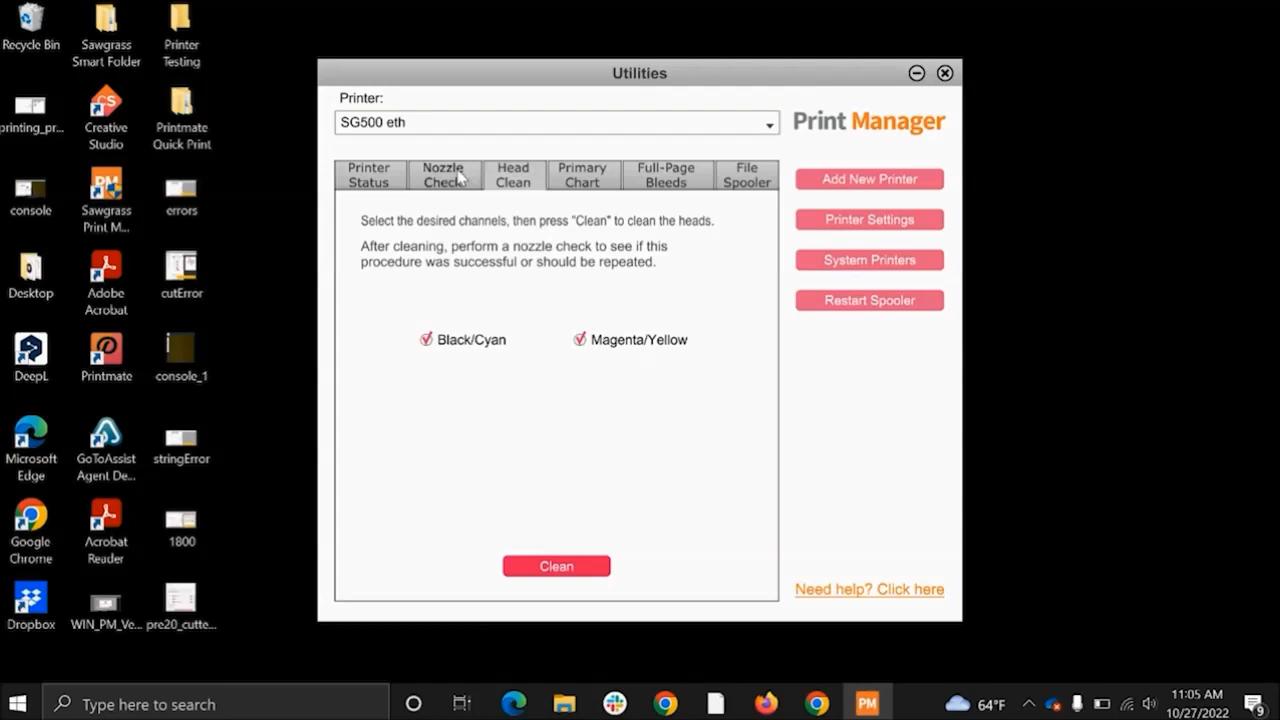 Recycle Bin
Sawgrass
Smart Folder
Printer
Testing
printing_pr...
Creative
Studio
Printmate
Quick Print
console
Sawgrass
Print M...
errors
Desktop
Adobe
Acrobat
cutError
DeepL
Printmate
console_1
Microsoft
Edge
GoToAssist
Agent De...
stringError
Google
Chrome
Acrobat
Reader
1800
Dropbox
WIN_PM_Ve...
pre20_cutte...
Utilities
Printer:
SG500 eth
Print Manager
Printer
Status
Nozzle
Check
Head
Clean
Primary
Chart
Full-Page
Bleeds
File
Spooler
Select the desired channels, then press "Clean" to clean the heads.
After cleaning, perform a nozzle check to see if this
procedure was successful or should be repeated.
Black/Cyan
Magenta/Yellow
Clean
Add New Printer
Printer Settings
System Printers
Restart Spooler
Need help? Click here
Type here to search
PM
64°F
11:05 AM
10/27/2022
9